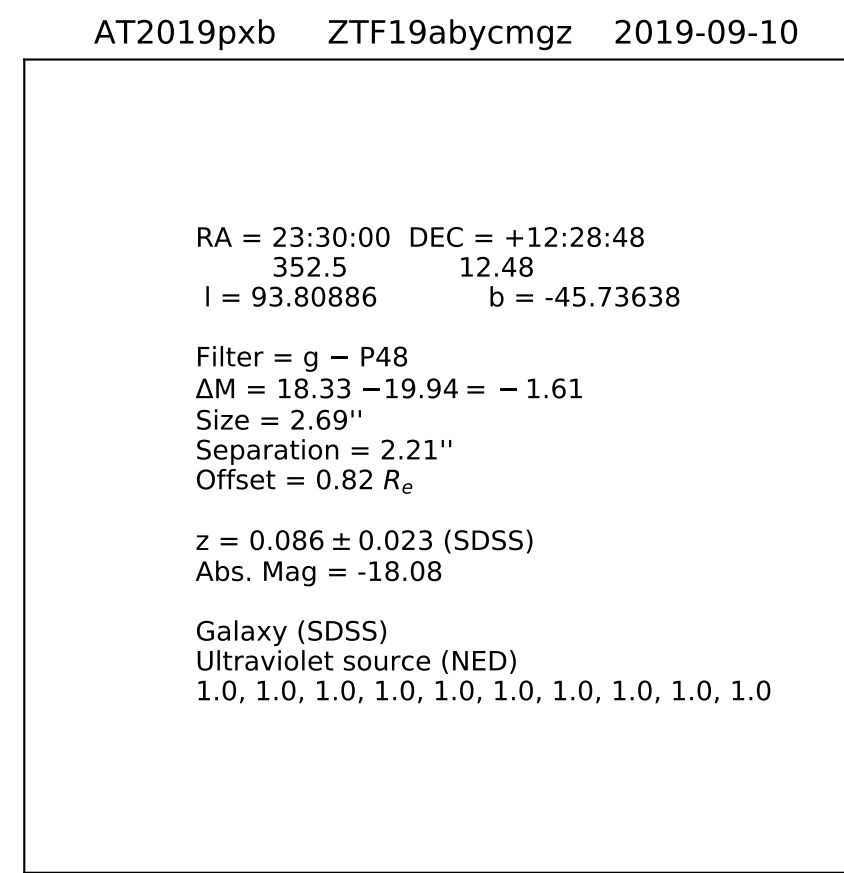 AT2019pxb ZTF19abycmgz 2019-09-10
RA = 23:30:00 DEC = +12:28:48
352.5 12.48
l = 93.80886 b = -45.73638
Filter = g − P48
ΔM = 18.33 −19.94 = − 1.61
Size = 2.69''
Separation = 2.21''
Offset = 0.82 Rₑ
z = 0.086 ± 0.023 (SDSS)
Abs. Mag = -18.08
Galaxy (SDSS)
Ultraviolet source (NED)
1.0, 1.0, 1.0, 1.0, 1.0, 1.0, 1.0, 1.0, 1.0, 1.0